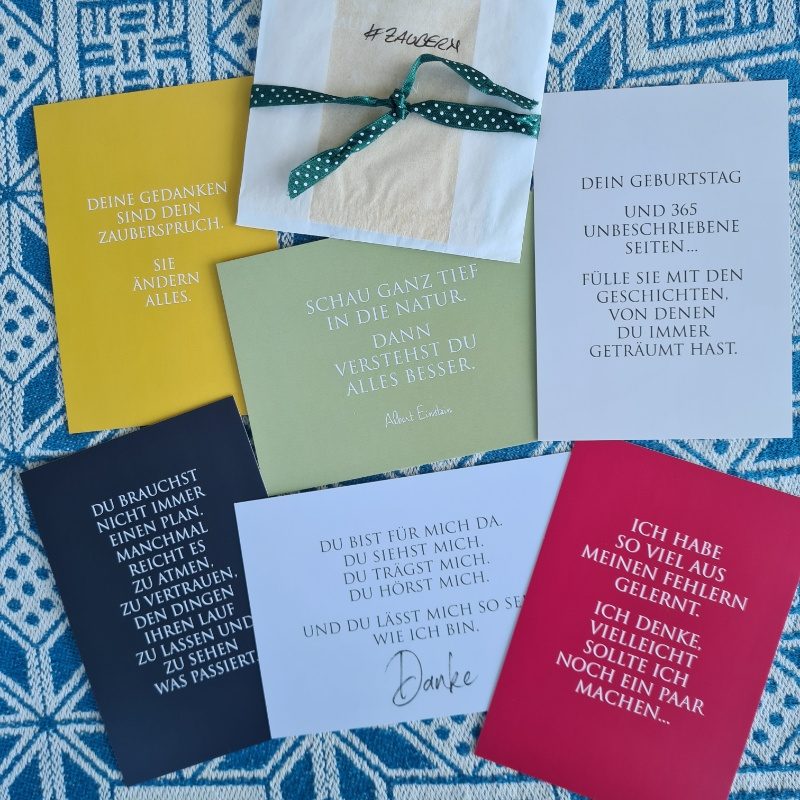 #ZAUBERN
DEINE GEDANKEN
SIND DEIN
ZAUBERSPRUCH.
SIE
ÄNDERN
ALLES.
SCHAU GANZ TIEF
IN DIE NATUR.
DANN
VERSTEHST DU
ALLES BESSER.
Albert Einstein
DEIN GEBURTSTAG
UND 365
UNBESCHRIEBENE
SEITEN...
FÜLLE SIE MIT DEN
GESCHICHTEN,
VON DENEN
DU IMMER
GETRÄUMT HAST.
DU BRAUCHST
NICHT IMMER
EINEN PLAN.
MANCHMAL
REICHT ES
ZU ATMEN,
ZU VERTRAUEN,
DEN DINGEN
IHREN LAUF
ZU LASSEN UND
ZU SEHEN
WAS PASSIERT.
DU BIST FÜR MICH DA.
DU SIEHST MICH.
DU TRÄGST MICH.
DU HÖRST MICH.
UND DU LÄSST MICH SO SE
WIE ICH BIN.
Danke
ICH HABE
SO VIEL AUS
MEINEN FEHLERN
GELERNT.
ICH DENKE,
VIELLEICHT
SOLLTE ICH
NOCH EIN PAAR
MACHEN...